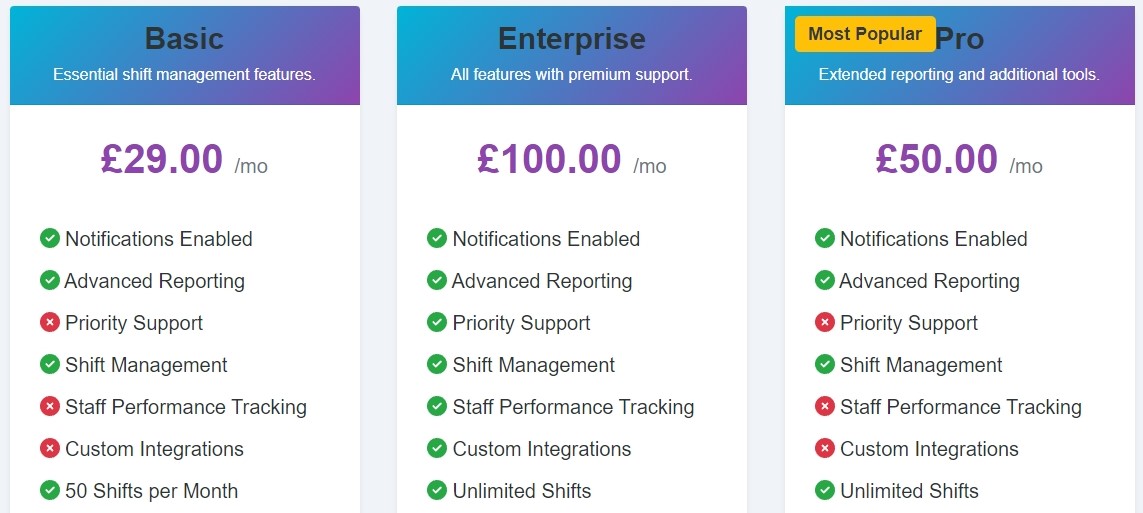 Basic
Essential shift management features.
£29.00 /mo
Notifications Enabled
Advanced Reporting
Priority Support
Shift Management
Staff Performance Tracking
Custom Integrations
50 Shifts per Month
Enterprise
All features with premium support.
£100.00 /mo
Notifications Enabled
Advanced Reporting
Priority Support
Shift Management
Staff Performance Tracking
Custom Integrations
Unlimited Shifts
Most Popular
Pro
Extended reporting and additional tools.
£50.00 /mo
Notifications Enabled
Advanced Reporting
Priority Support
Shift Management
Staff Performance Tracking
Custom Integrations
Unlimited Shifts